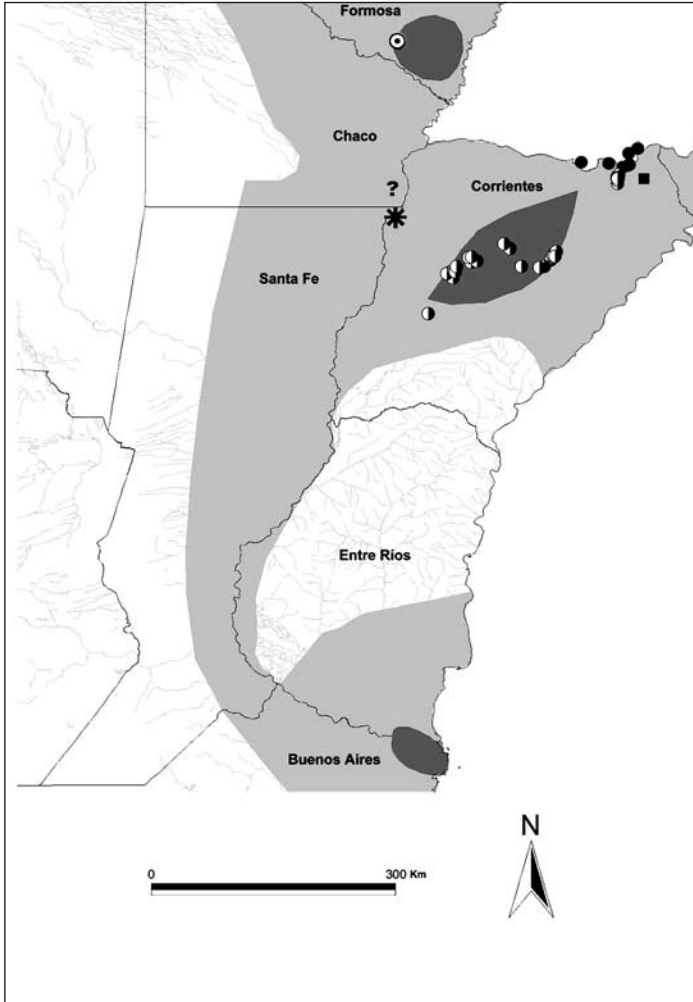 Formosa
Chaco
?
Corrientes
Santa Fe
Entre Ríos
Buenos Aires
N
0 300 Km